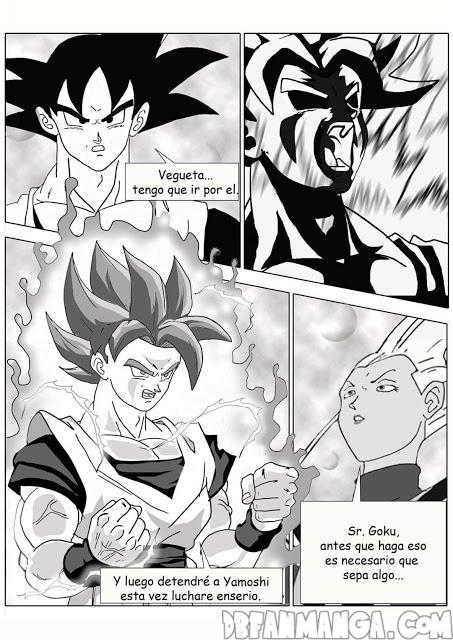 Vegueta...
tengo que ir por el.
Y luego detendré a Yamoshi
esta vez luchare enserio.
Sr. Goku,
antes que haga eso
es necesario que
sepa algo...
DBFANMANGA.COM